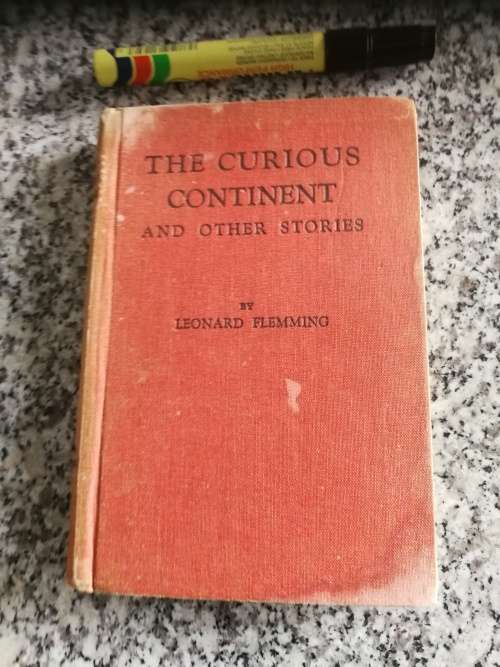 THE CURIOUS
CONTINENT
AND OTHER STORIES
BY
LEONARD FLEMMING